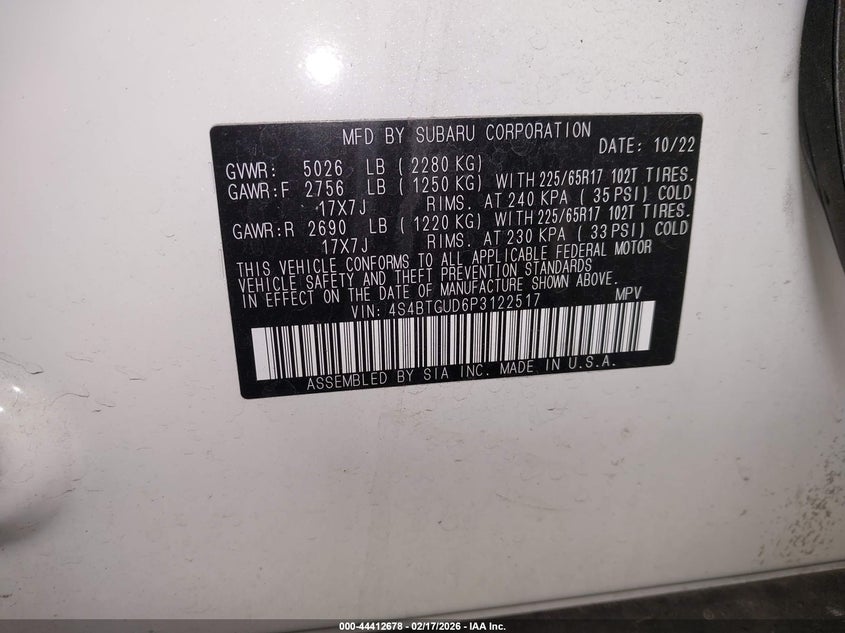 MFD BY SUBARU CORPORATION
DATE: 10/22
GVWR: 5026 LB ( 2280 KG)
GAWR:F 2756 LB ( 1250 KG) WITH 225/65R17 102T TIRES.
17X7J RIMS. AT 240 KPA ( 35 PSI ) COLD
GAWR:R 2690 LB ( 1220 KG) WITH 225/65R17 102T TIRES.
17X7J RIMS. AT 230 KPA ( 33 PSI ) COLD
THIS VEHICLE CONFORMS TO ALL APPLICABLE FEDERAL MOTOR
VEHICLE SAFETY AND THEFT PREVENTION STANDARDS
IN EFFECT ON THE DATE OF MANUFACTURE SHOWN ABOVE.
VIN: 4S4BTGUD6P3122517 MPV
ASSEMBLED BY SIA INC. MADE IN U.S.A.
000-44412678 - 02/17/2026 - IAA Inc.